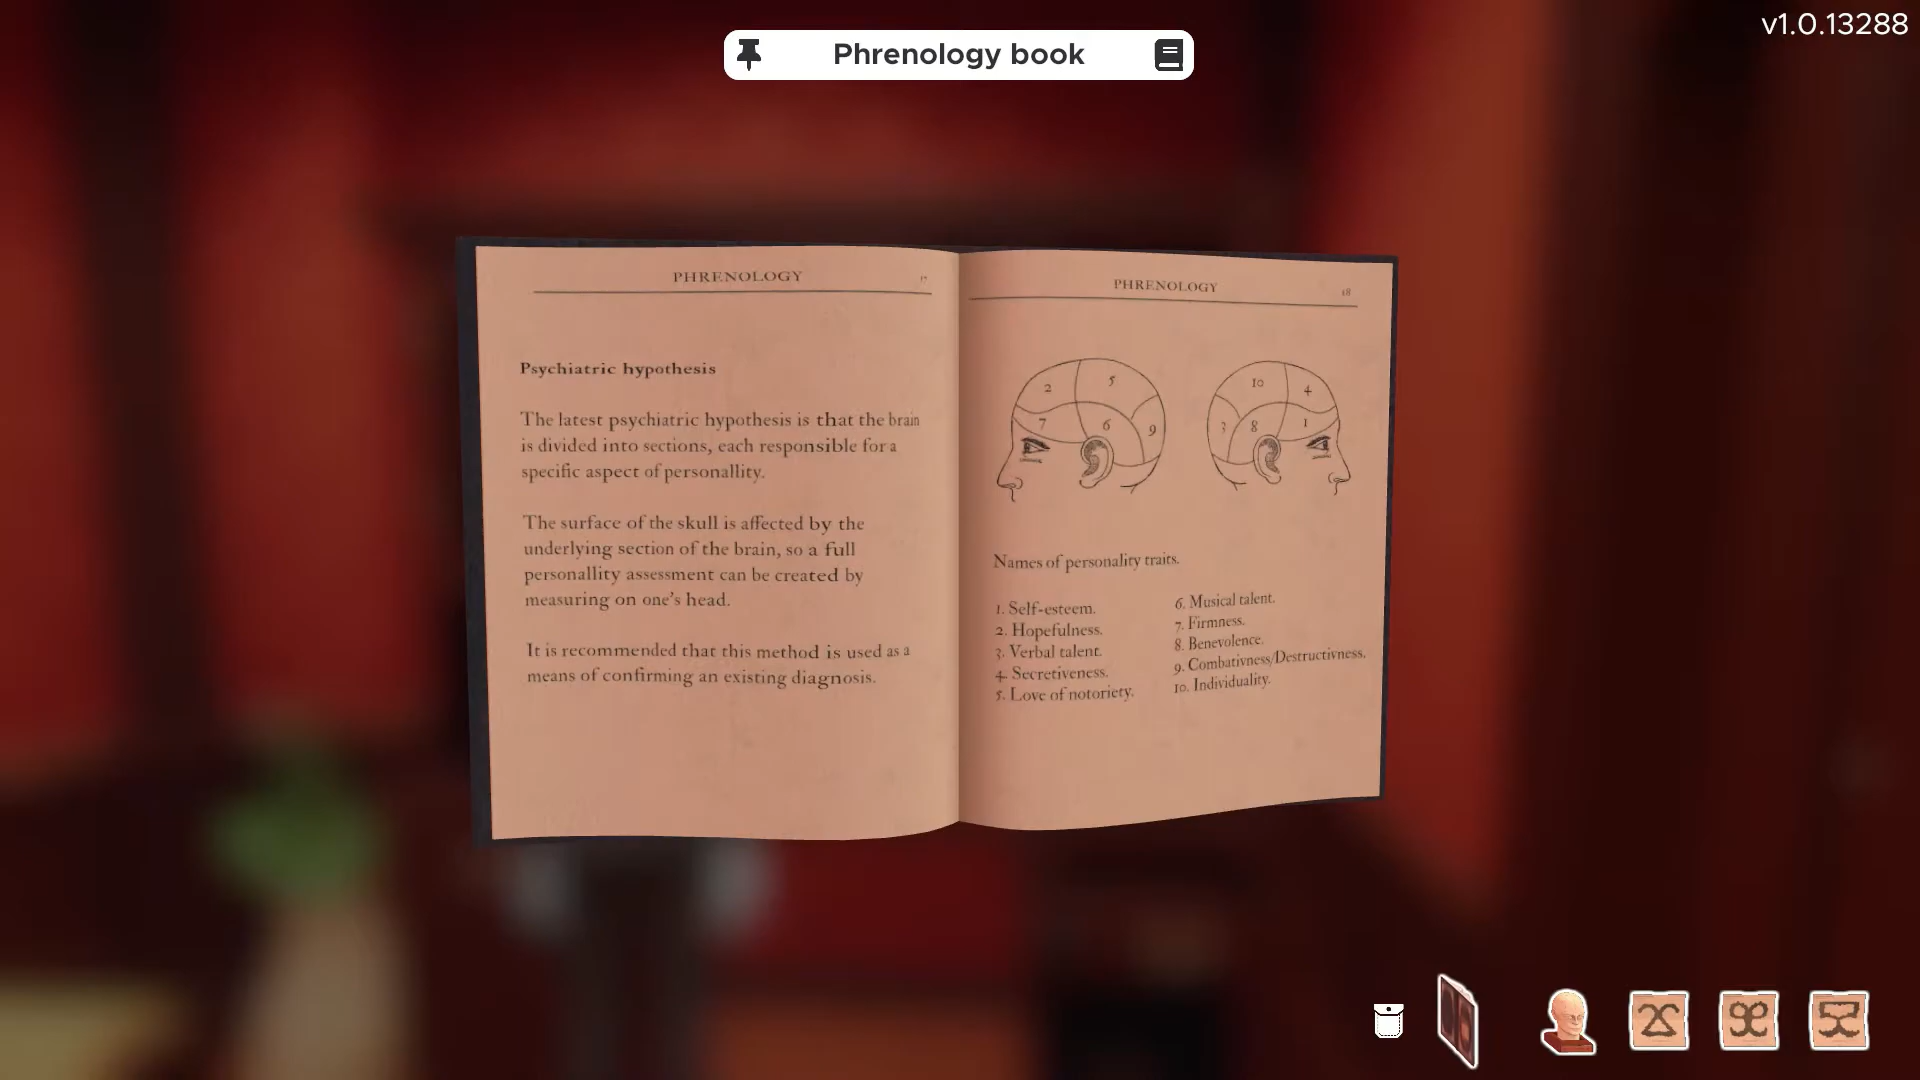 v1.0.13288
Phrenology book
PHRENOLOGY 17
Psychiatric hypothesis
The latest psychiatric hypothesis is that the brain
is divided into sections, each responsible for a
specific aspect of personallity.
The surface of the skull is affected by the
underlying section of the brain, so a full
personallity assessment can be created by
measuring on one's head.
It is recommended that this method is used as a
means of confirming an existing diagnosis.
PHRENOLOGY 18
2 5 10 4
7 6 9 3 8 1
Names of personality traits.
1. Self-esteem.
2. Hopefulness.
3. Verbal talent.
4. Secretiveness.
5. Love of notoriety.
6. Musical talent.
7. Firmness.
8. Benevolence.
9. Combativness/Destructivness.
10. Individuality.